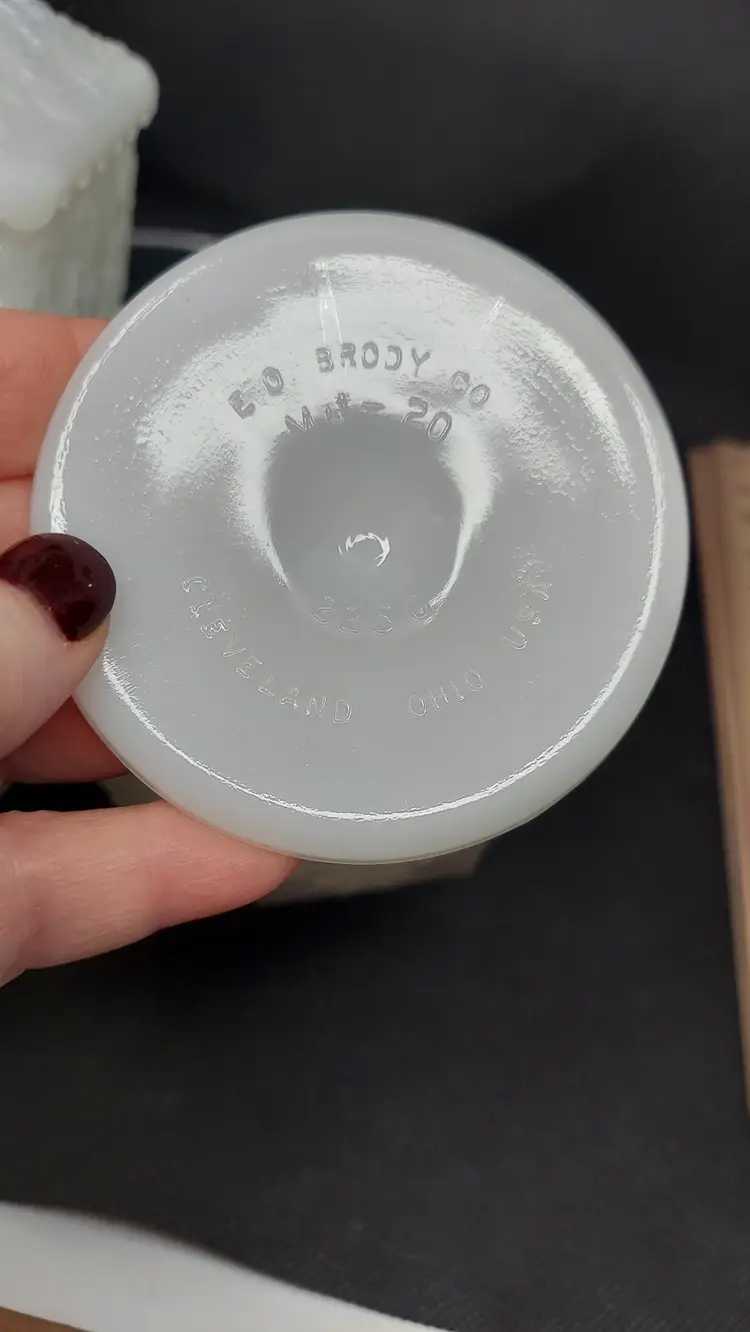 E O BRODY CO
M#-20
CLEVELAND OHIO USA